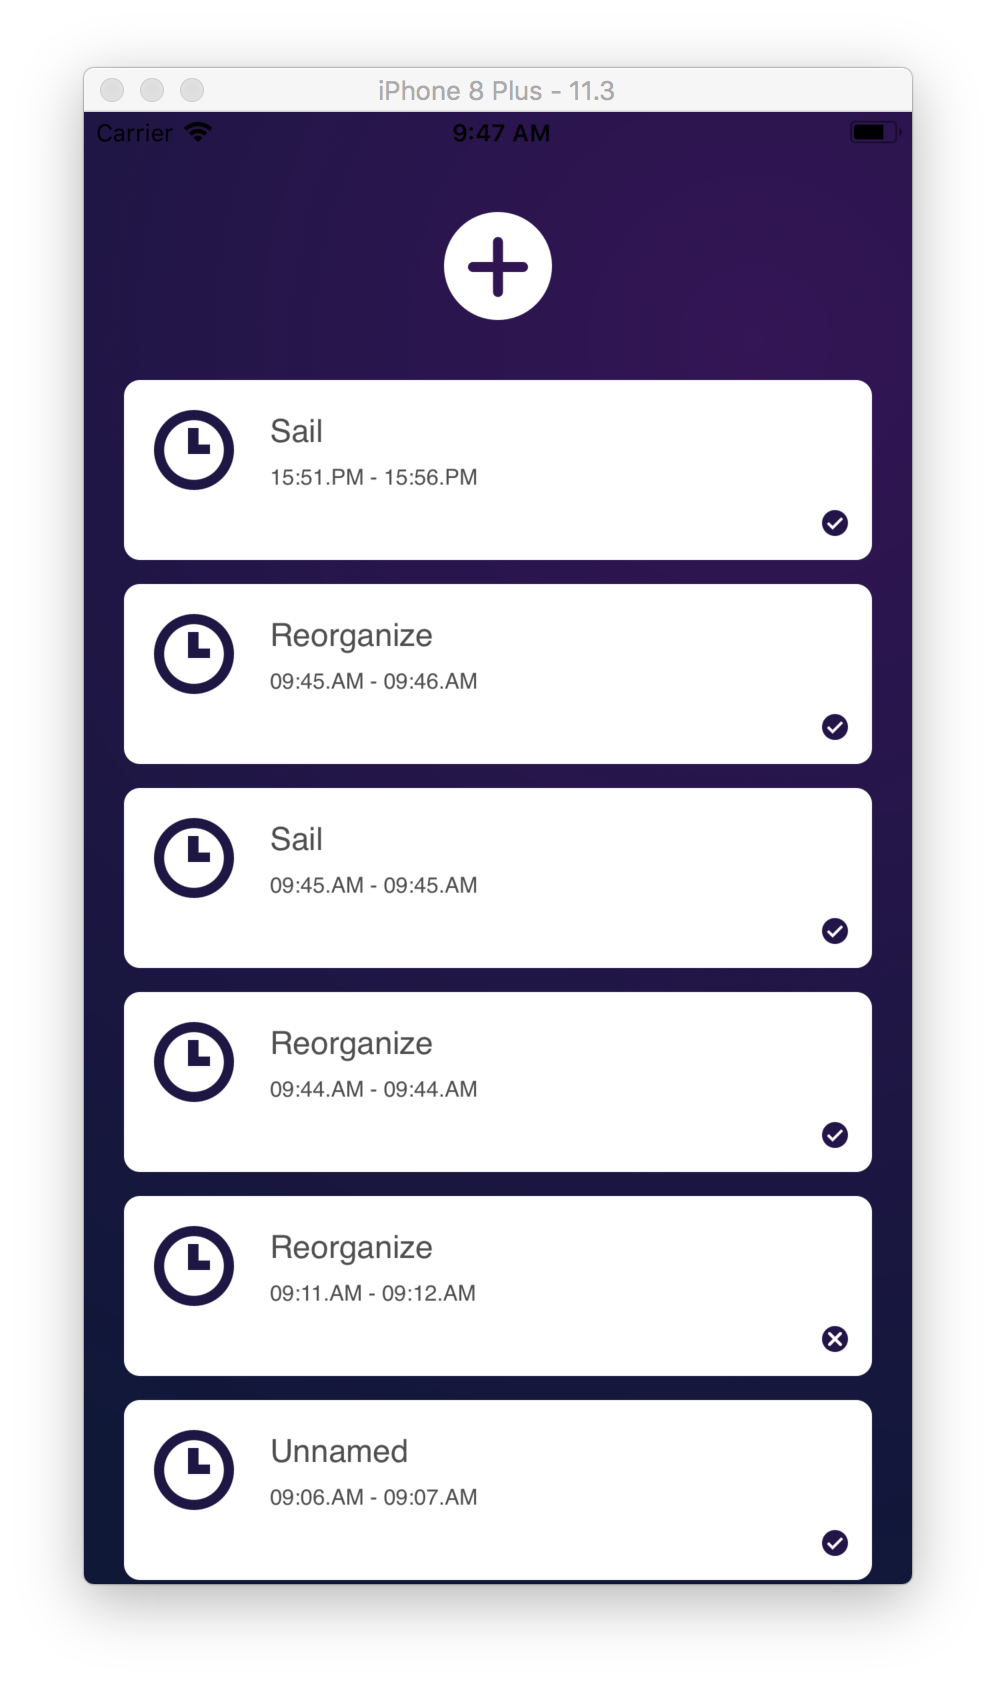 iPhone 8 Plus - 11.3
Carrier 9:47 AM
Sail
15:51.PM - 15:56.PM
Reorganize
09:45.AM - 09:46.AM
Sail
09:45.AM - 09:45.AM
Reorganize
09:44.AM - 09:44.AM
Reorganize
09:11.AM - 09:12.AM
Unnamed
09:06.AM - 09:07.AM